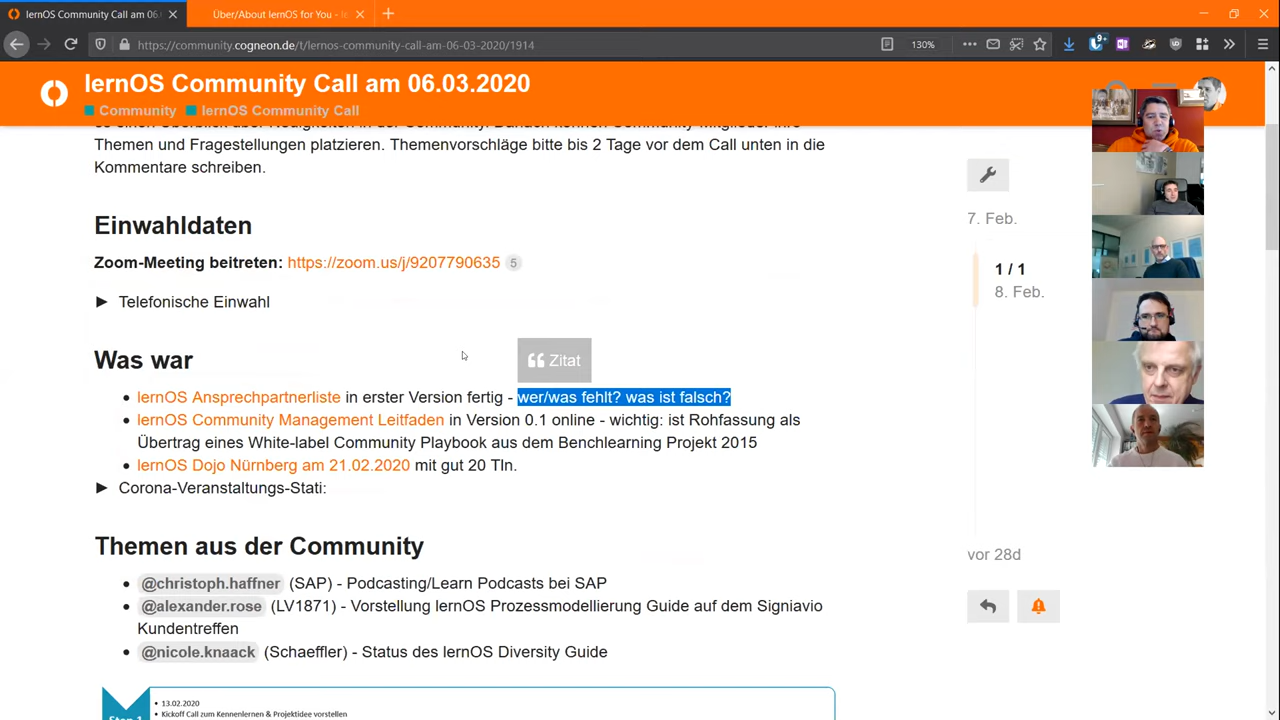 lernOS Community Call am 06.
Über/About lernOS for You - le
https://community.cogneon.de/t/lernos-community-call-am-06-03-2020/1914
130%
9+
lernOS Community Call am 06.03.2020
Community lernOS Community Call
Themen und Fragestellungen platzieren. Themenvorschläge bitte bis 2 Tage vor dem Call unten in die
Kommentare schreiben.
7. Feb.
Einwahldaten
Zoom-Meeting beitreten: https://zoom.us/j/9207790635 5
1 / 1
8. Feb.
► Telefonische Einwahl
Was war
Zitat
• lernOS Ansprechpartnerliste in erster Version fertig - wer/was fehlt? was ist falsch?
• lernOS Community Management Leitfaden in Version 0.1 online - wichtig: ist Rohfassung als
Übertrag eines White-label Community Playbook aus dem Benchlearning Projekt 2015
• lernOS Dojo Nürnberg am 21.02.2020 mit gut 20 Tln.
► Corona-Veranstaltungs-Stati:
Themen aus der Community
vor 28d
• @christoph.haffner (SAP) - Podcasting/Learn Podcasts bei SAP
• @alexander.rose (LV1871) - Vorstellung lernOS Prozessmodellierung Guide auf dem Signiavio
Kundentreffen
• @nicole.knaack (Schaeffler) - Status des lernOS Diversity Guide
• 13.02.2020
• Kickoff Call zum Kennenlernen & Projektidee vorstellen